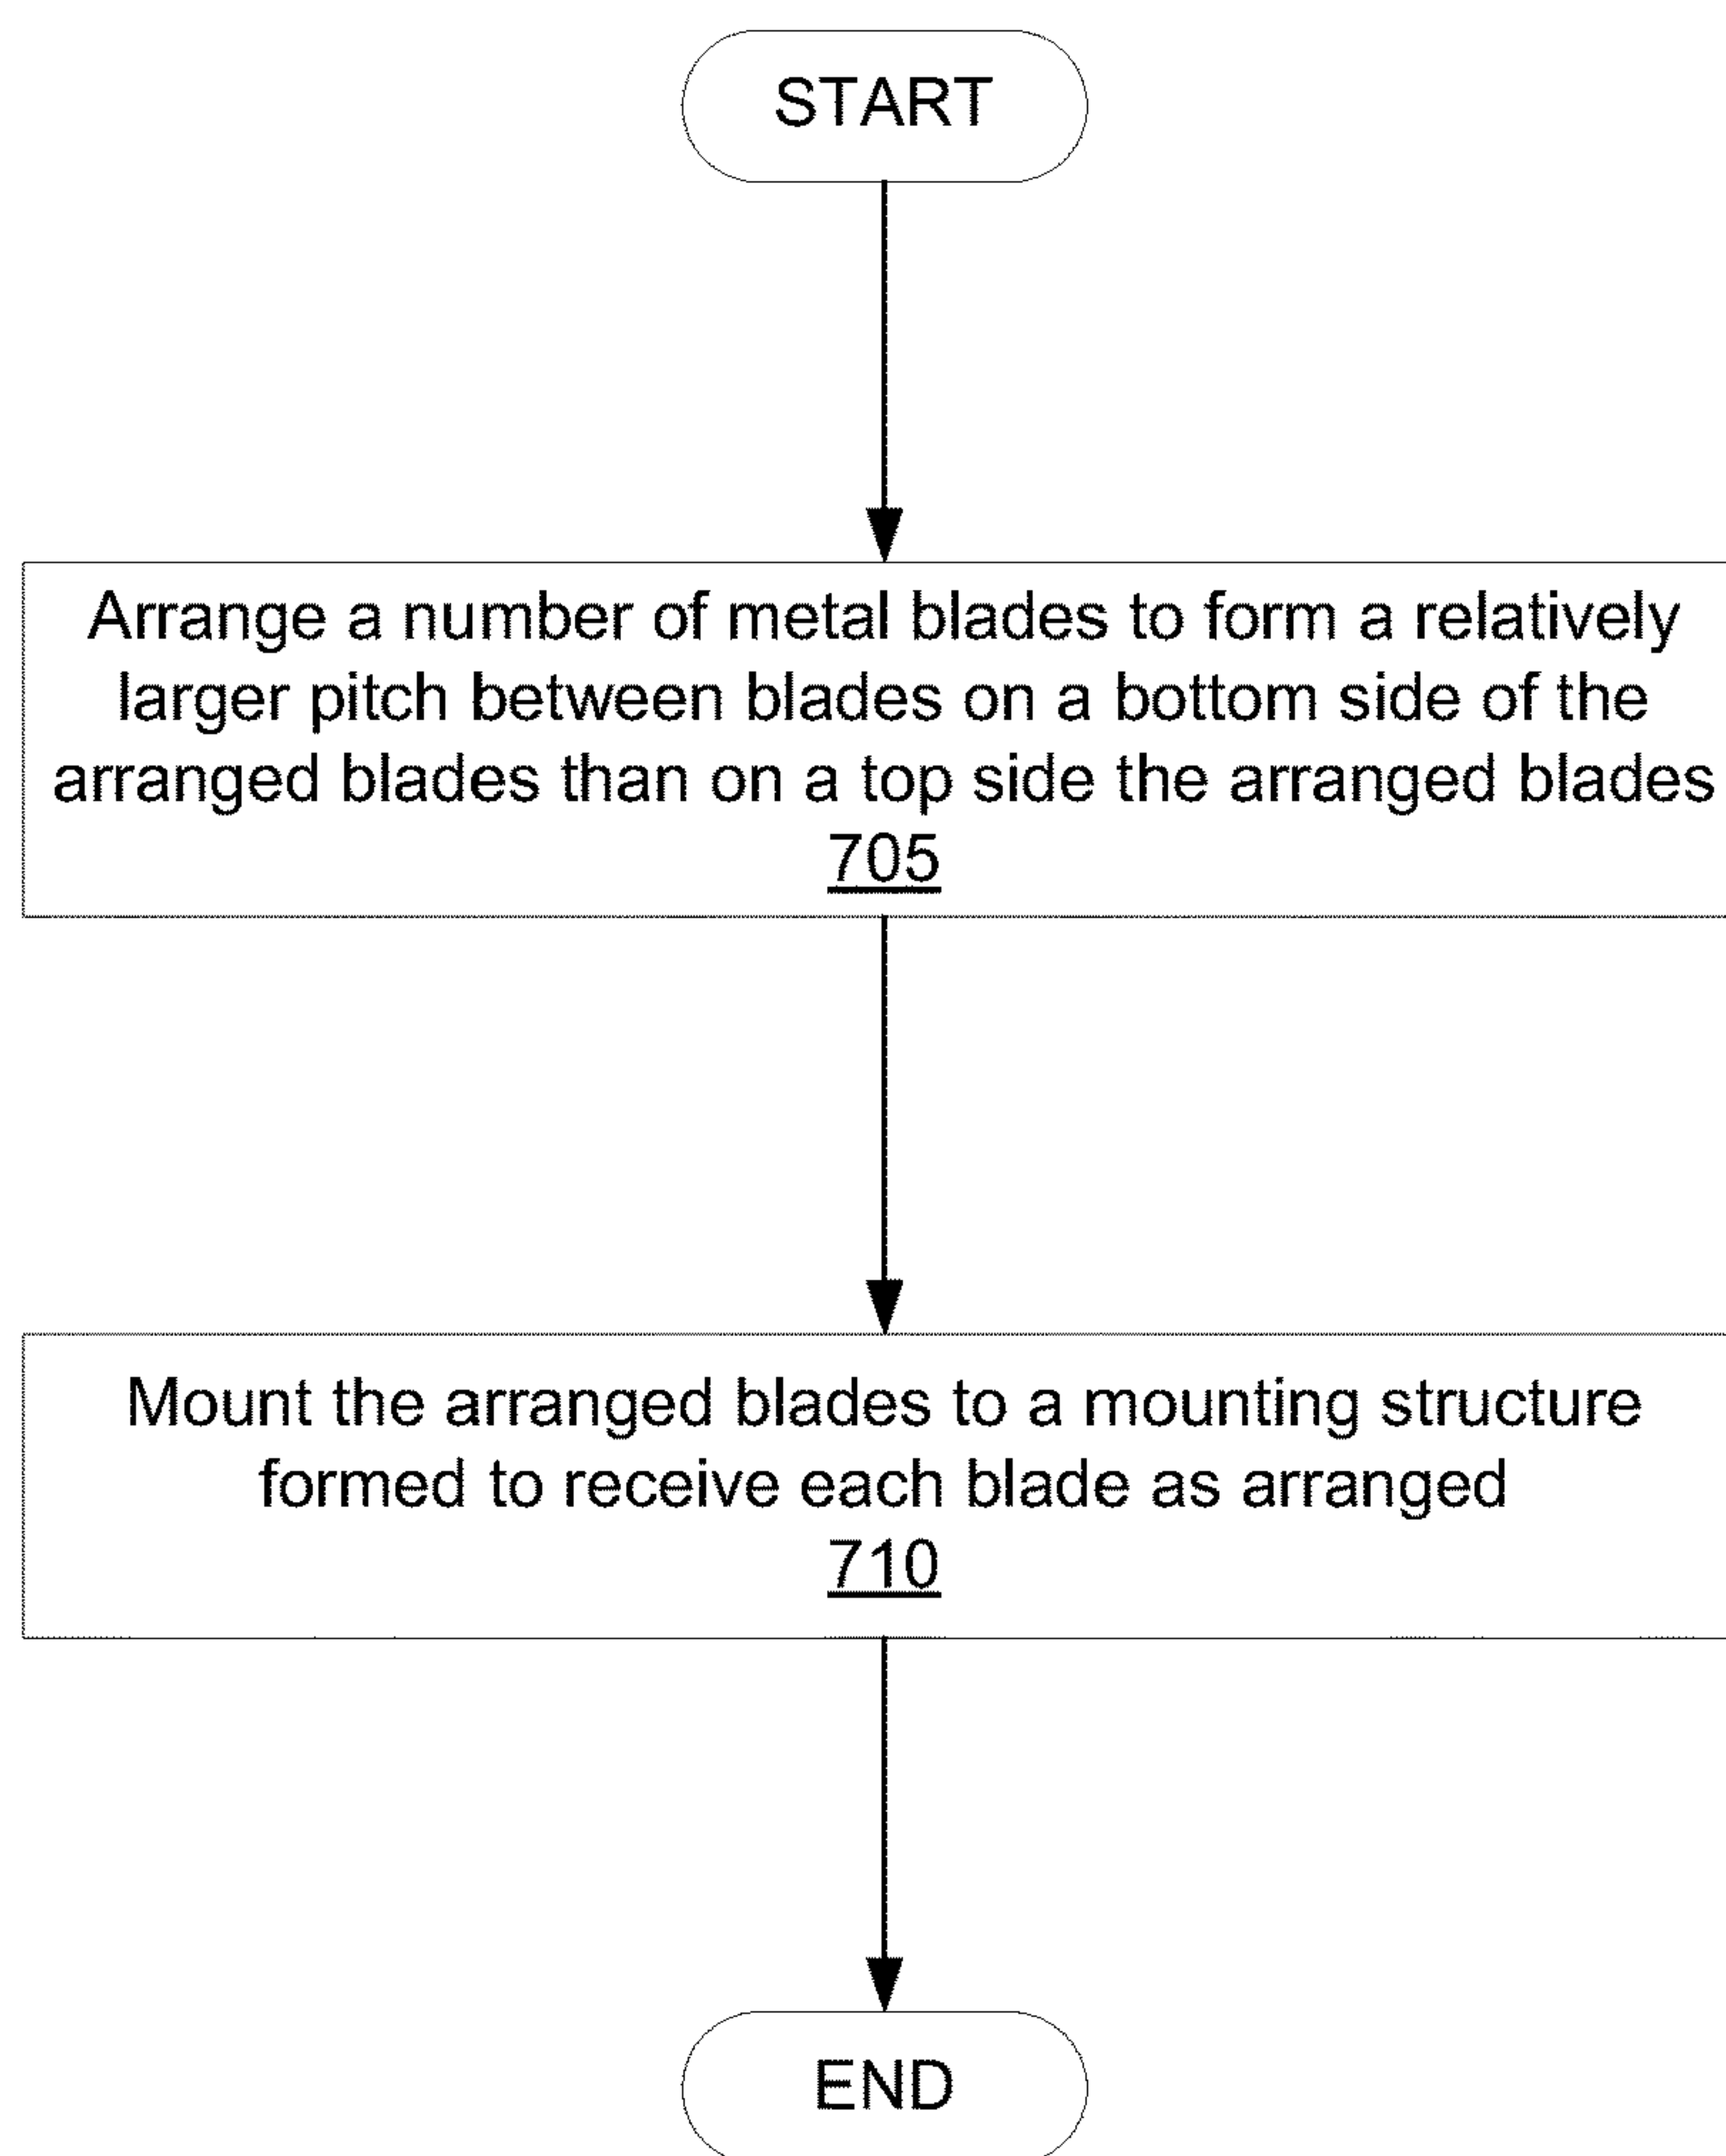 START
Arrange a number of metal blades to form a relatively
larger pitch between blades on a bottom side of the
arranged blades than on a top side the arranged blades
705
Mount the arranged blades to a mounting structure
formed to receive each blade as arranged
710
END